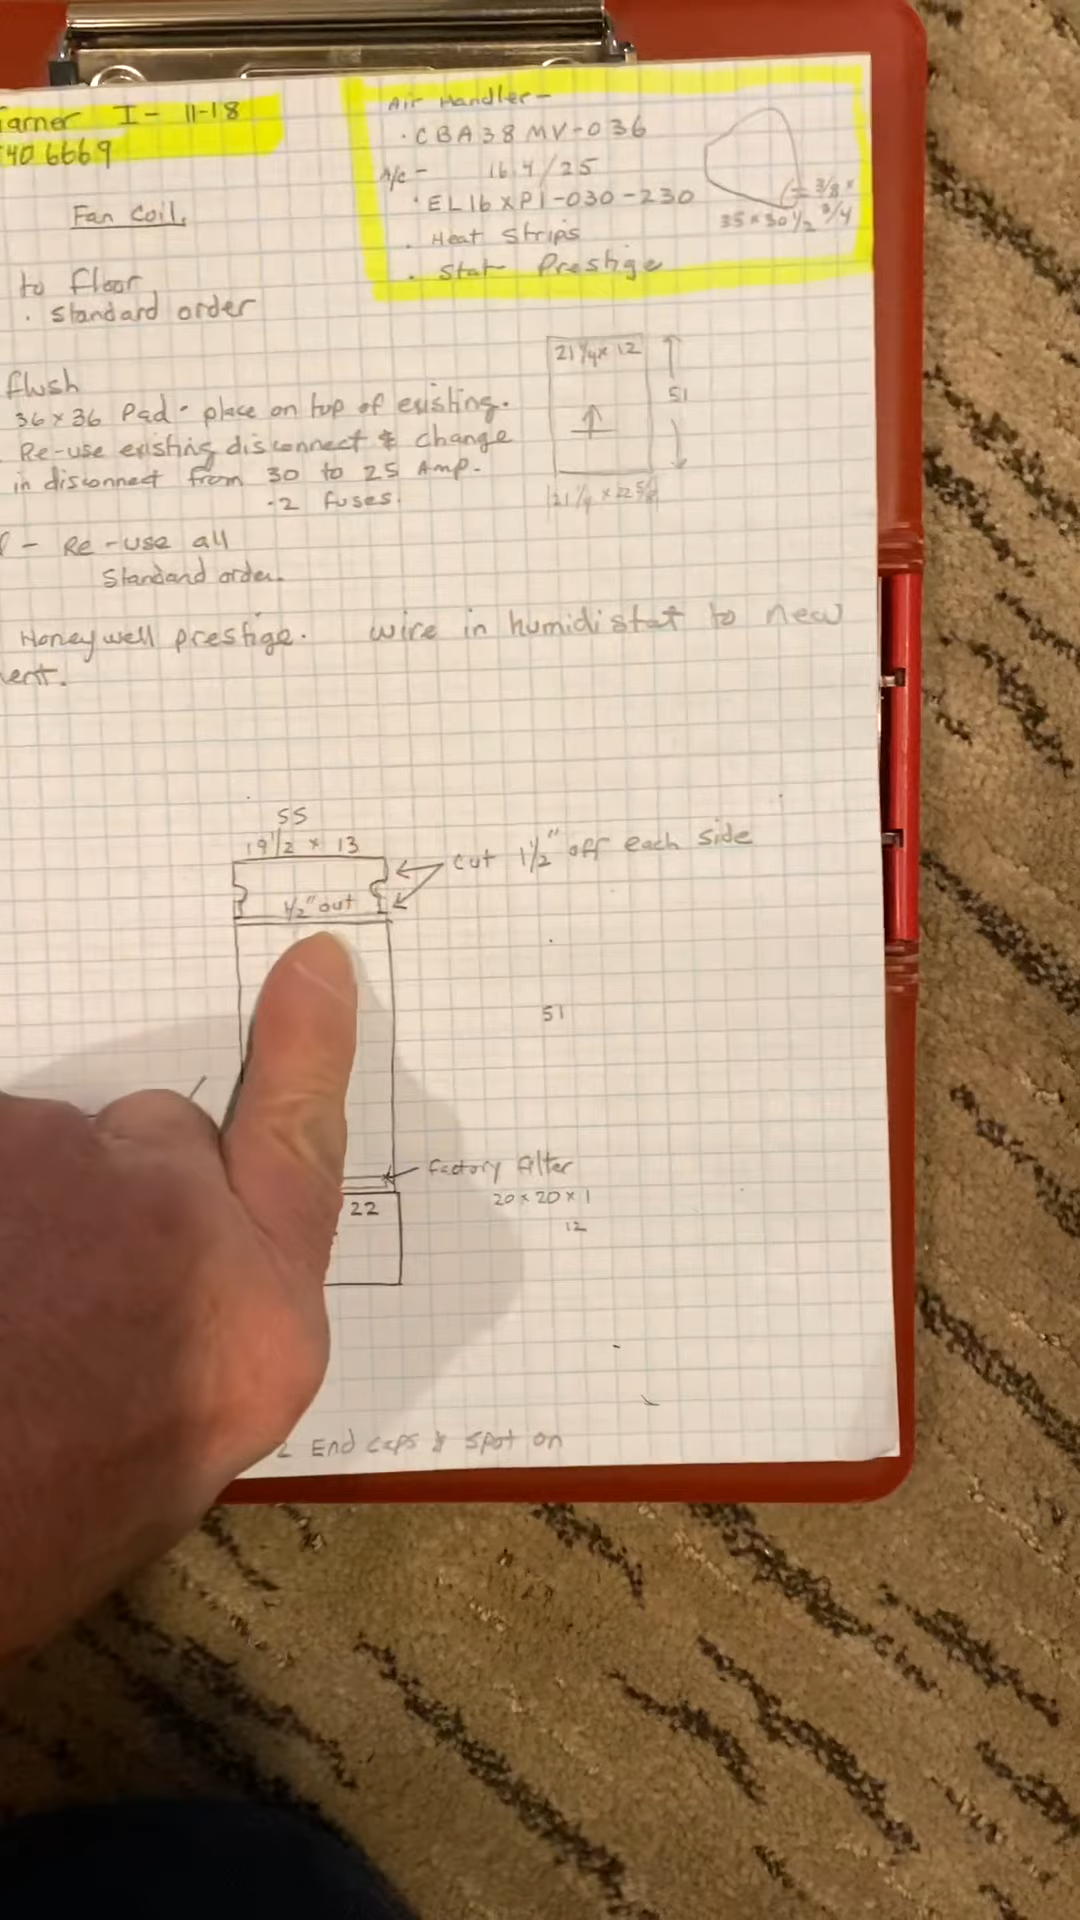 Garner I- 11-18
406669
Air Handler-
· CBA38MV-036
A/C - 16.4/25
· EL16XP1-030-230
· Heat Strips
· Stat Prestige
3/8 x 3/4
35 x 30 1/2
Fan Coil,
to floor,
· Standard order
21 1/4 x 12
51
21 1/4 x 22 5/8
flush
36 x 36 Pad - place on top of existing.
Re-use existing disconnect & change
in disconnect from 30 to 25 Amp.
-2 fuses.
- Re-use all
Standard order.
Honeywell prestige. wire in humidistat to new
ent.
SS
19 1/2 x 13
cut 1 1/2" off each side
1/2" out
51
factory filter
20 x 20 x 1
12
22
2 End caps & spot on